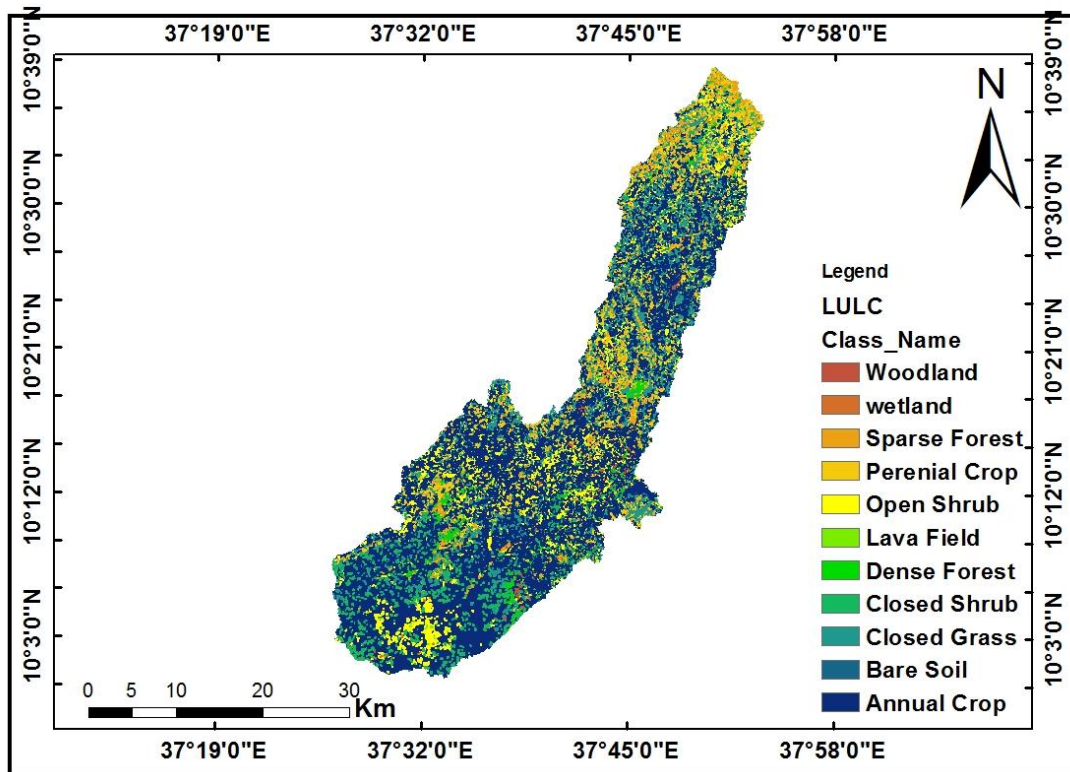 37°19'0"E 37°32'0"E 37°45'0"E 37°58'0"E
10°39'0"N 10°39'0"N
N
10°30'0"N 10°30'0"N
Legend
LULC
10°21'0"N 10°21'0"N
Class_Name
Woodland
wetland
Sparse Forest
Perenial Crop
10°12'0"N 10°12'0"N
Open Shrub
Lava Field
Dense Forest
Closed Shrub
10°3'0"N 10°3'0"N
Closed Grass
Bare Soil
0 5 10 20 30
Km
Annual Crop
37°19'0"E 37°32'0"E 37°45'0"E 37°58'0"E